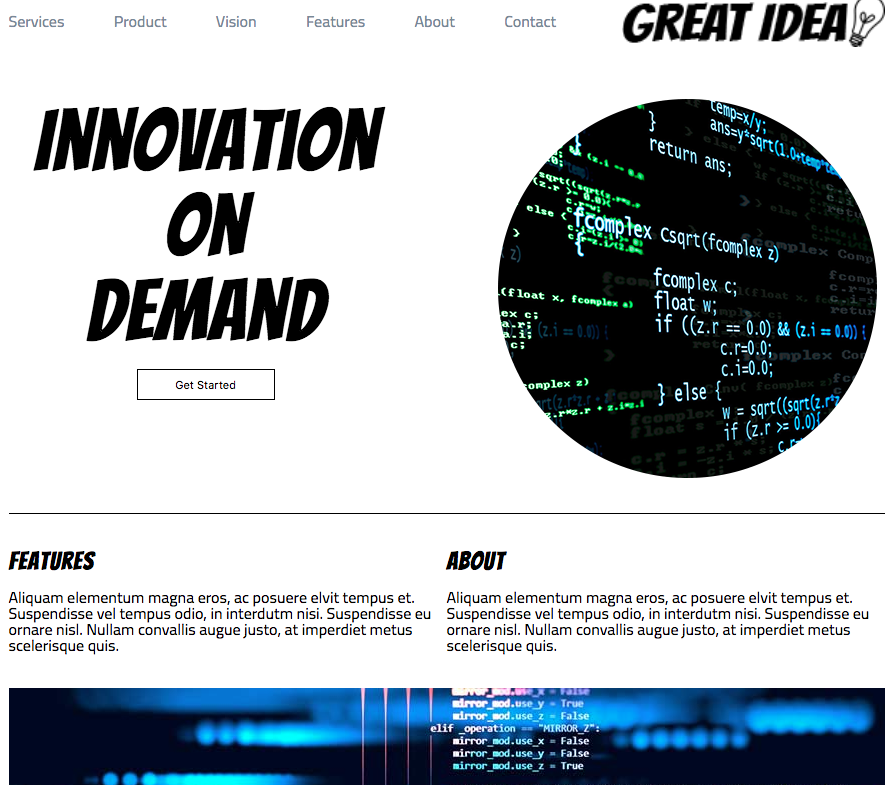 Services Product Vision Features About Contact
GREAT IDEA
INNOVATION
ON
DEMAND
Get Started
temp=x/y;
}
ans=y*sqrt(1.0+temp*te
return ans;
else {
fcomplex Csqrt(fcomplex z)
{
fcomplex c;
(float x, fcomplex a)
float w;
if ((z.r == 0.0) && (z.i == 0.0)) {
c.r=0.0;
c.i=0.0;
} else {
w = sqrt((sqrt(z.r*z
if (z.r >= 0.0){
FEATURES
Aliquam elementum magna eros, ac posuere elvit tempus et.
Suspendisse vel tempus odio, in interdutm nisi. Suspendisse eu
ornare nisl. Nullam convallis augue justo, at imperdiet metus
scelerisque quis.
ABOUT
Aliquam elementum magna eros, ac posuere elvit tempus et.
Suspendisse vel tempus odio, in interdutm nisi. Suspendisse eu
ornare nisl. Nullam convallis augue justo, at imperdiet metus
scelerisque quis.
mirror_mod.use_x = False
mirror_mod.use_y = True
mirror_mod.use_z = False
elif _operation == "MIRROR_Z":
mirror_mod.use_x = False
mirror_mod.use_y = False
mirror_mod.use_z = True